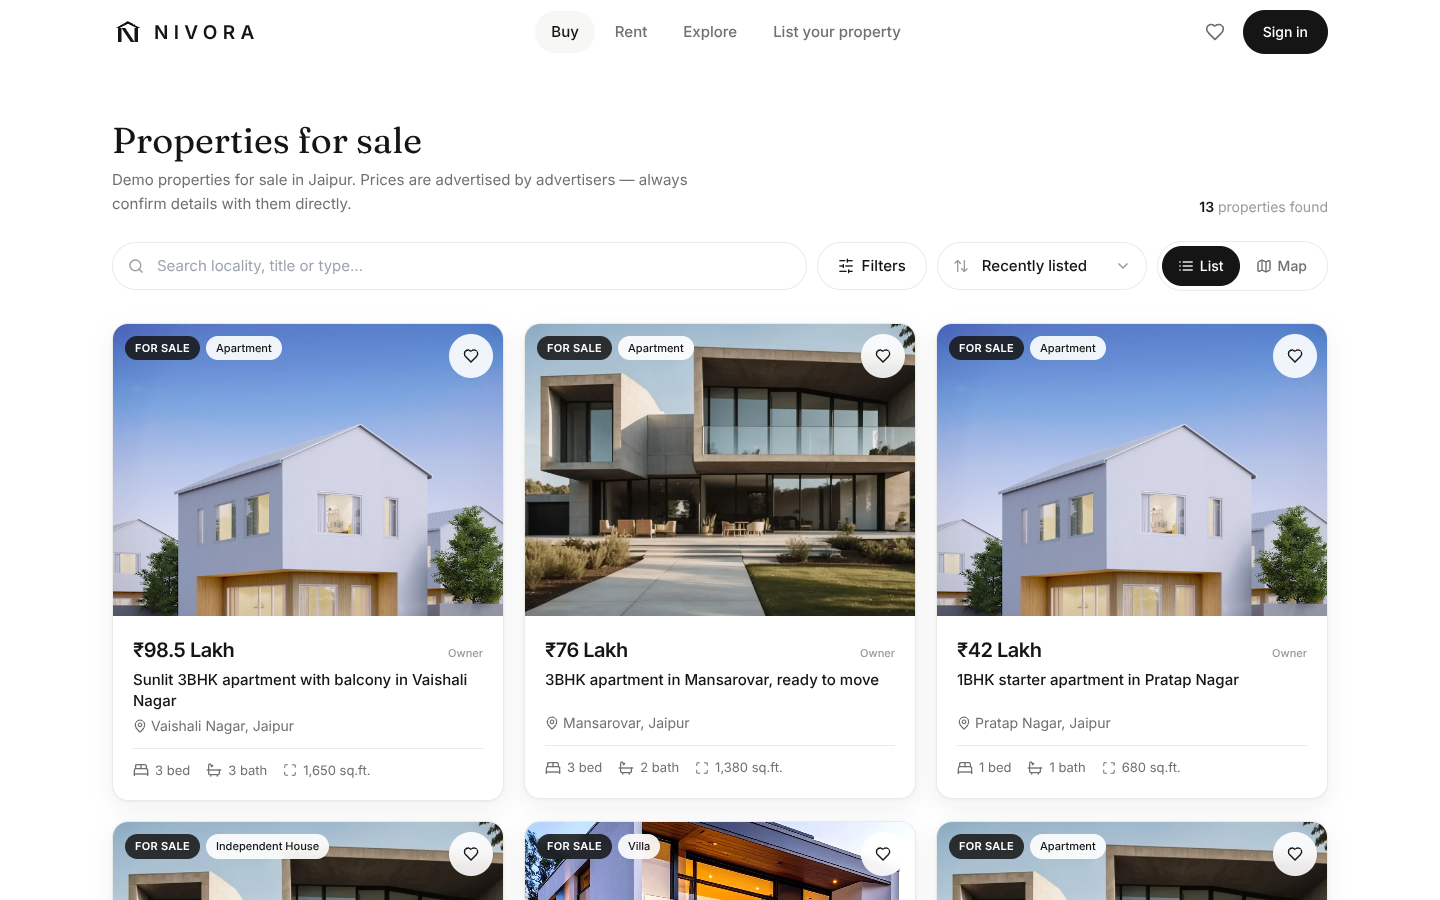 NIVORA
Buy
Rent
Explore
List your property
Sign in
Properties for sale
Demo properties for sale in Jaipur. Prices are advertised by advertisers — always
confirm details with them directly.
13 properties found
Search locality, title or type...
Filters
Recently listed
List
Map
FOR SALE
Apartment
FOR SALE
Apartment
FOR SALE
Apartment
₹98.5 Lakh
Owner
Sunlit 3BHK apartment with balcony in Vaishali
Nagar
Vaishali Nagar, Jaipur
3 bed
3 bath
1,650 sq.ft.
₹76 Lakh
Owner
3BHK apartment in Mansarovar, ready to move
Mansarovar, Jaipur
3 bed
2 bath
1,380 sq.ft.
₹42 Lakh
Owner
1BHK starter apartment in Pratap Nagar
Pratap Nagar, Jaipur
1 bed
1 bath
680 sq.ft.
FOR SALE
Independent House
FOR SALE
Villa
FOR SALE
Apartment